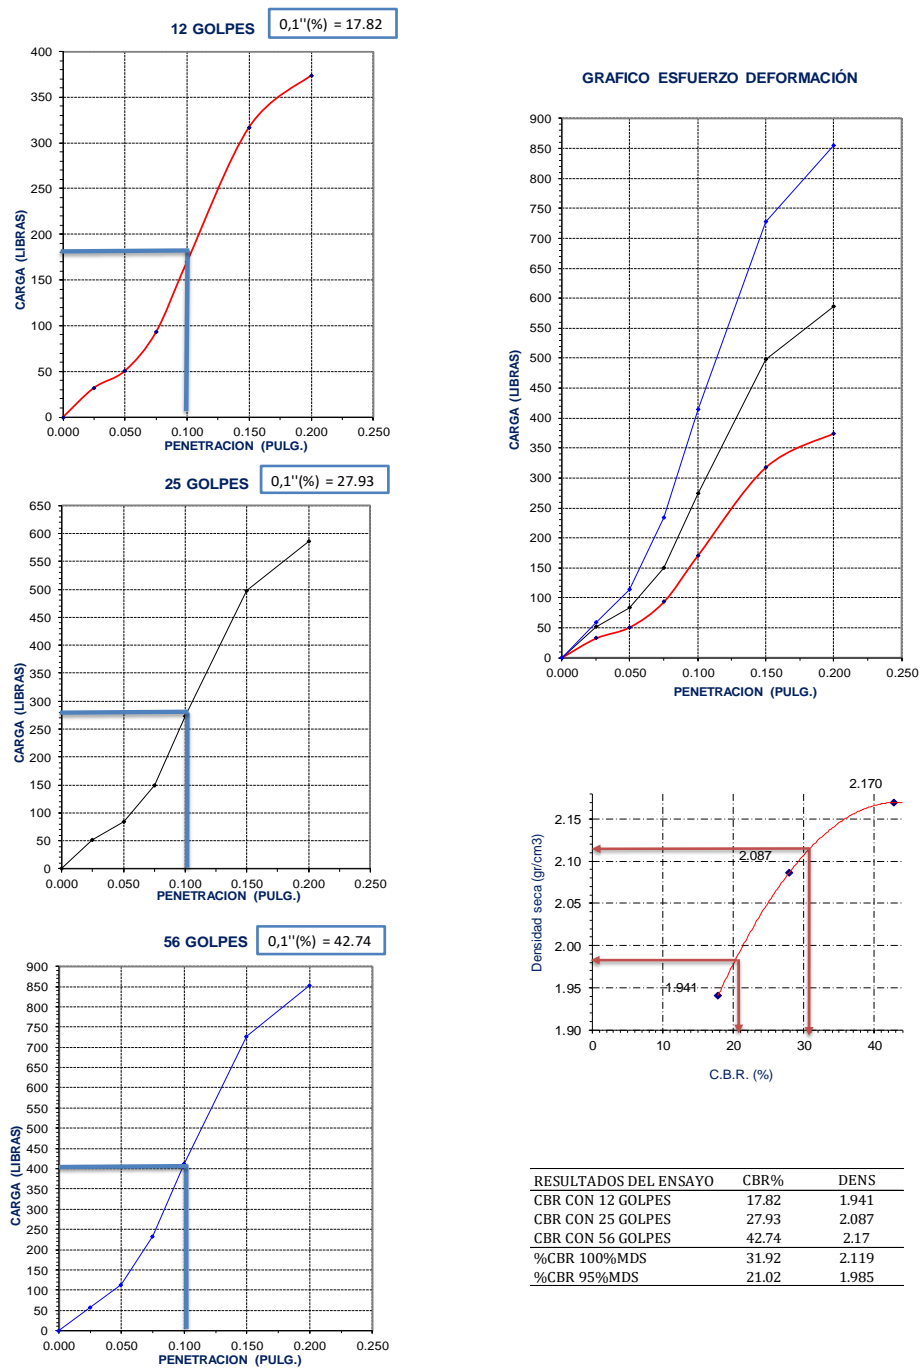 12 GOLPES
0,1''(%) = 17.82
400
350
300
250
200
150
100
50
0
0.000 0.050 0.100 0.150 0.200 0.250
CARGA (LIBRAS)
PENETRACION (PULG.)
25 GOLPES
0,1''(%) = 27.93
650
600
550
500
450
400
350
300
250
200
150
100
50
0
0.000 0.050 0.100 0.150 0.200 0.250
CARGA (LIBRAS)
PENETRACION (PULG.)
56 GOLPES
0,1''(%) = 42.74
900
850
800
750
700
650
600
550
500
450
400
350
300
250
200
150
100
50
0
0.000 0.050 0.100 0.150 0.200 0.250
CARGA (LIBRAS)
PENETRACION (PULG.)
GRAFICO ESFUERZO DEFORMACIÓN
900
850
800
750
700
650
600
550
500
450
400
350
300
250
200
150
100
50
0
0.000 0.050 0.100 0.150 0.200 0.250
CARGA (LIBRAS)
PENETRACION (PULG.)
2.170
2.087
1.941
2.15
2.10
2.05
2.00
1.95
1.90
0 10 20 30 40
Densidad seca (gr/cm3)
C.B.R. (%)
RESULTADOS DEL ENSAYO CBR% DENS
CBR CON 12 GOLPES 17.82 1.941
CBR CON 25 GOLPES 27.93 2.087
CBR CON 56 GOLPES 42.74 2.17
%CBR 100%MDS 31.92 2.119
%CBR 95%MDS 21.02 1.985